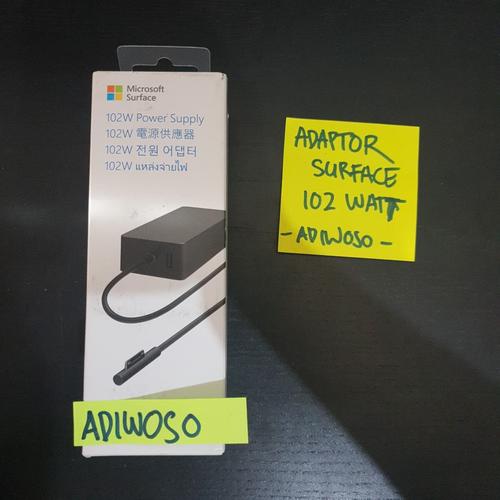 Microsoft
Surface
102W Power Supply
102W 電源供應器
102W 전원 어댑터
102W แหล่งจ่ายไฟ
ADIWOSO
ADAPTOR
SURFACE
102 WATT
- ADIWOSO -